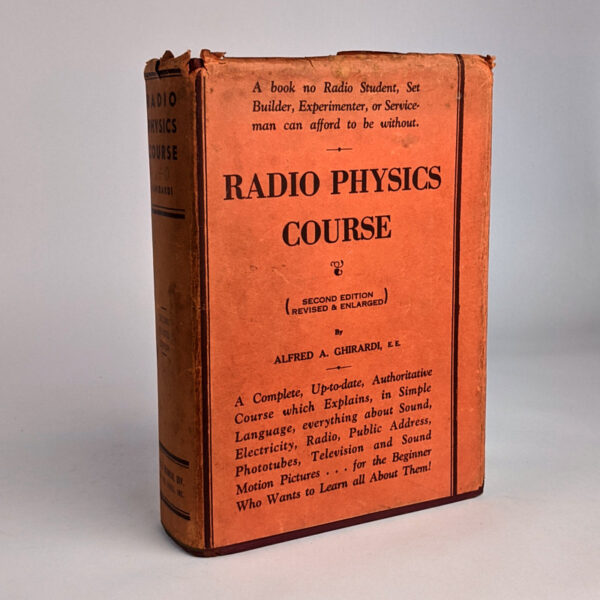 RADIO
PHYSICS
COURSE
GHIRARDI
A book no Radio Student, Set
Builder, Experimenter, or Service-
man can afford to be without.
RADIO PHYSICS
COURSE
( SECOND EDITION
REVISED & ENLARGED )
By
ALFRED A. GHIRARDI, E. E.
A Complete, Up-to-date, Authoritative
Course which Explains, in Simple
Language, everything about Sound,
Electricity, Radio, Public Address,
Phototubes, Television and Sound
Motion Pictures . . . for the Beginner
Who Wants to Learn all About Them!